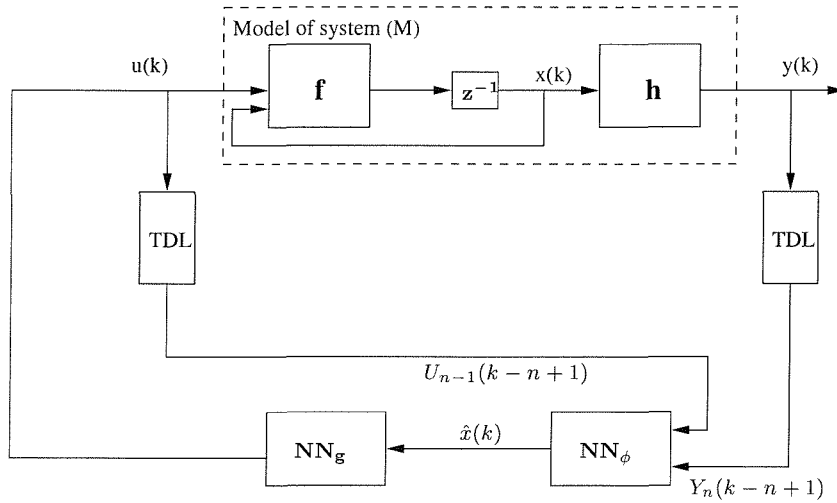 Model of system (M)
u(k)
f
z⁻¹
x(k)
h
y(k)
TDL
TDL
U_{n-1}(k - n + 1)
NN_g
x̂(k)
NN_ϕ
Y_n(k - n + 1)